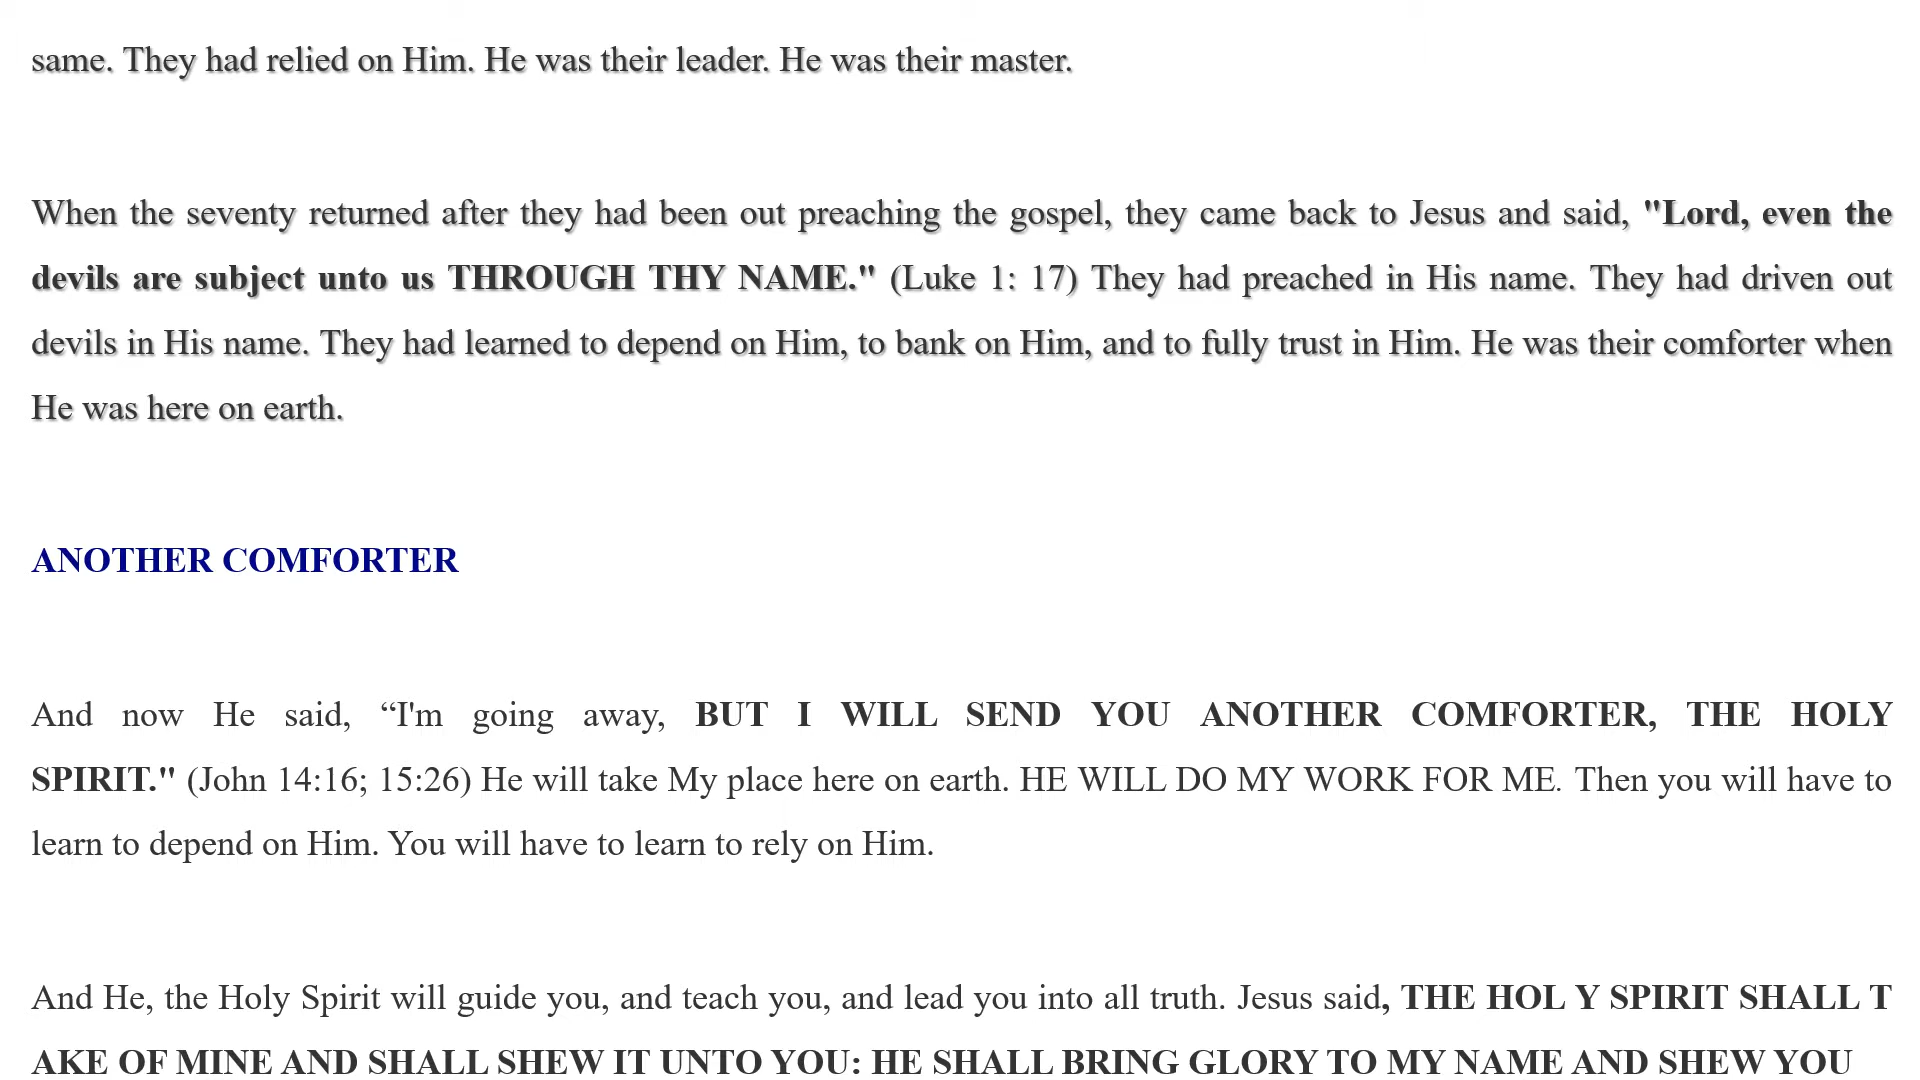 same. They had relied on Him. He was their leader. He was their master.
When the seventy returned after they had been out preaching the gospel, they came back to Jesus and said, "Lord, even the
devils are subject unto us THROUGH THY NAME." (Luke 1: 17) They had preached in His name. They had driven out
devils in His name. They had learned to depend on Him, to bank on Him, and to fully trust in Him. He was their comforter when
He was here on earth.
ANOTHER COMFORTER
And now He said, “I'm going away, BUT I WILL SEND YOU ANOTHER COMFORTER, THE HOLY
SPIRIT." (John 14:16; 15:26) He will take My place here on earth. HE WILL DO MY WORK FOR ME. Then you will have to
learn to depend on Him. You will have to learn to rely on Him.
And He, the Holy Spirit will guide you, and teach you, and lead you into all truth. Jesus said, THE HOL Y SPIRIT SHALL T
AKE OF MINE AND SHALL SHEW IT UNTO YOU: HE SHALL BRING GLORY TO MY NAME AND SHEW YOU